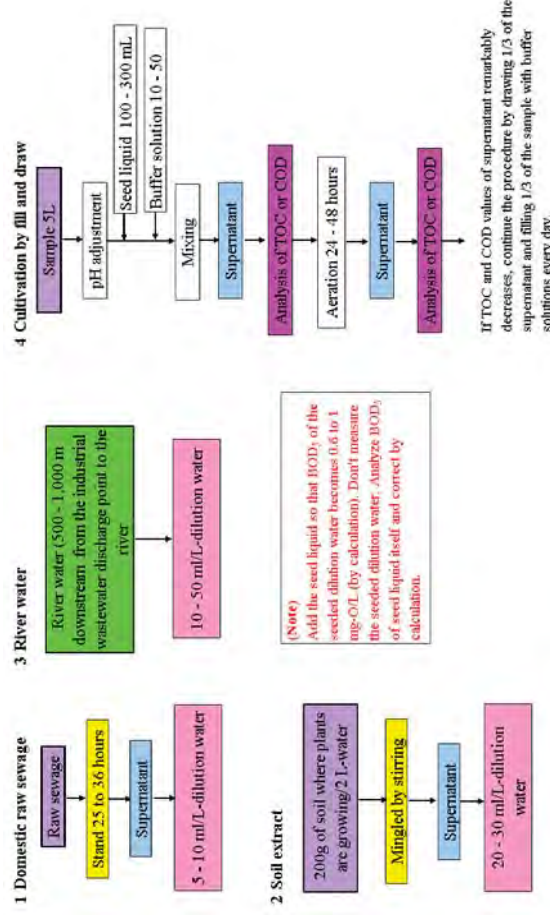 1 Domestic raw sewage
Raw sewage
Stand 25 to 36 hours
Supernatant
5 - 10 ml/L-dilution water
2 Soil extract
200g of soil where plants
are growing/2 L-water
Mingled by stirring
Supernatant
20 - 30 ml/L-dilution
water
3 River water
River water (500 - 1,000 m
downstream from the industrial
wastewater discharge point to the
river
10 - 50 ml/L-dilution water
(Note)
Add the seed liquid so that BOD₅ of the
seeded dilution water becomes 0.6 to 1
mg-O/L (by calculation). Don't measure
the seeded dilution water, Analyze BOD₅
of seed liquid itself and correct by
calculation.
4 Cultivation by fill and draw
Sample 5L
pH adjustment
Seed liquid 100 - 300 mL
Buffer solution 10 - 50
Mixing
Supernatant
Analysis of TOC or COD
Aeration 24 - 48 hours
Supernatant
Analysis of TOC or COD
If TOC and COD values of supernatant remarkably
decreases, continue the procedure by drawing 1/3 of the
supernatant and filling 1/3 of the sample with buffer
solutions every day.